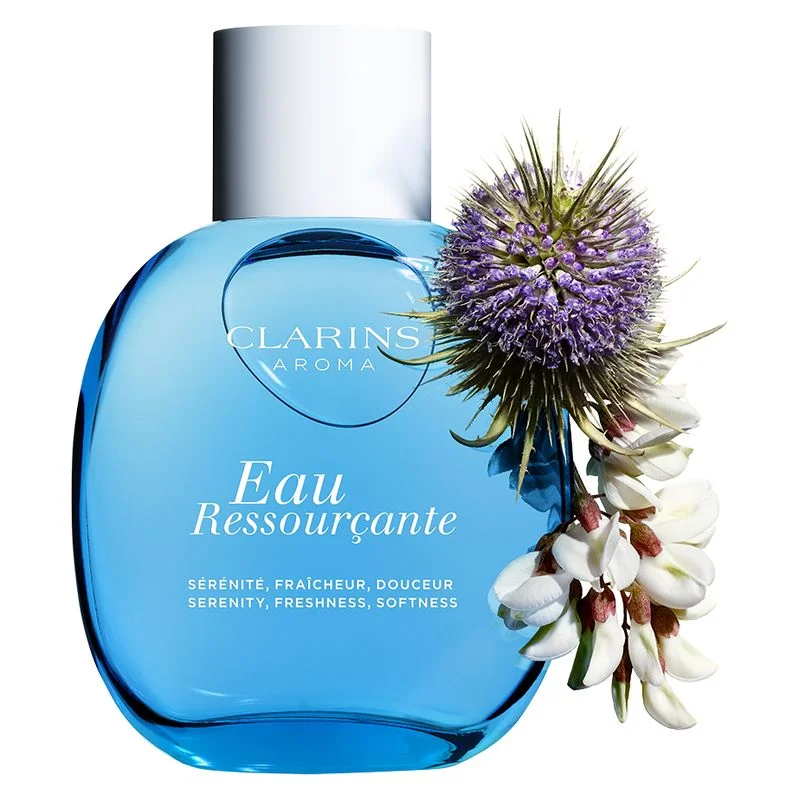 CLARINS
AROMA
Eau
Ressourçante
SÉRÉNITÉ, FRAÎCHEUR, DOUCEUR
SERENITY, FRESHNESS, SOFTNESS